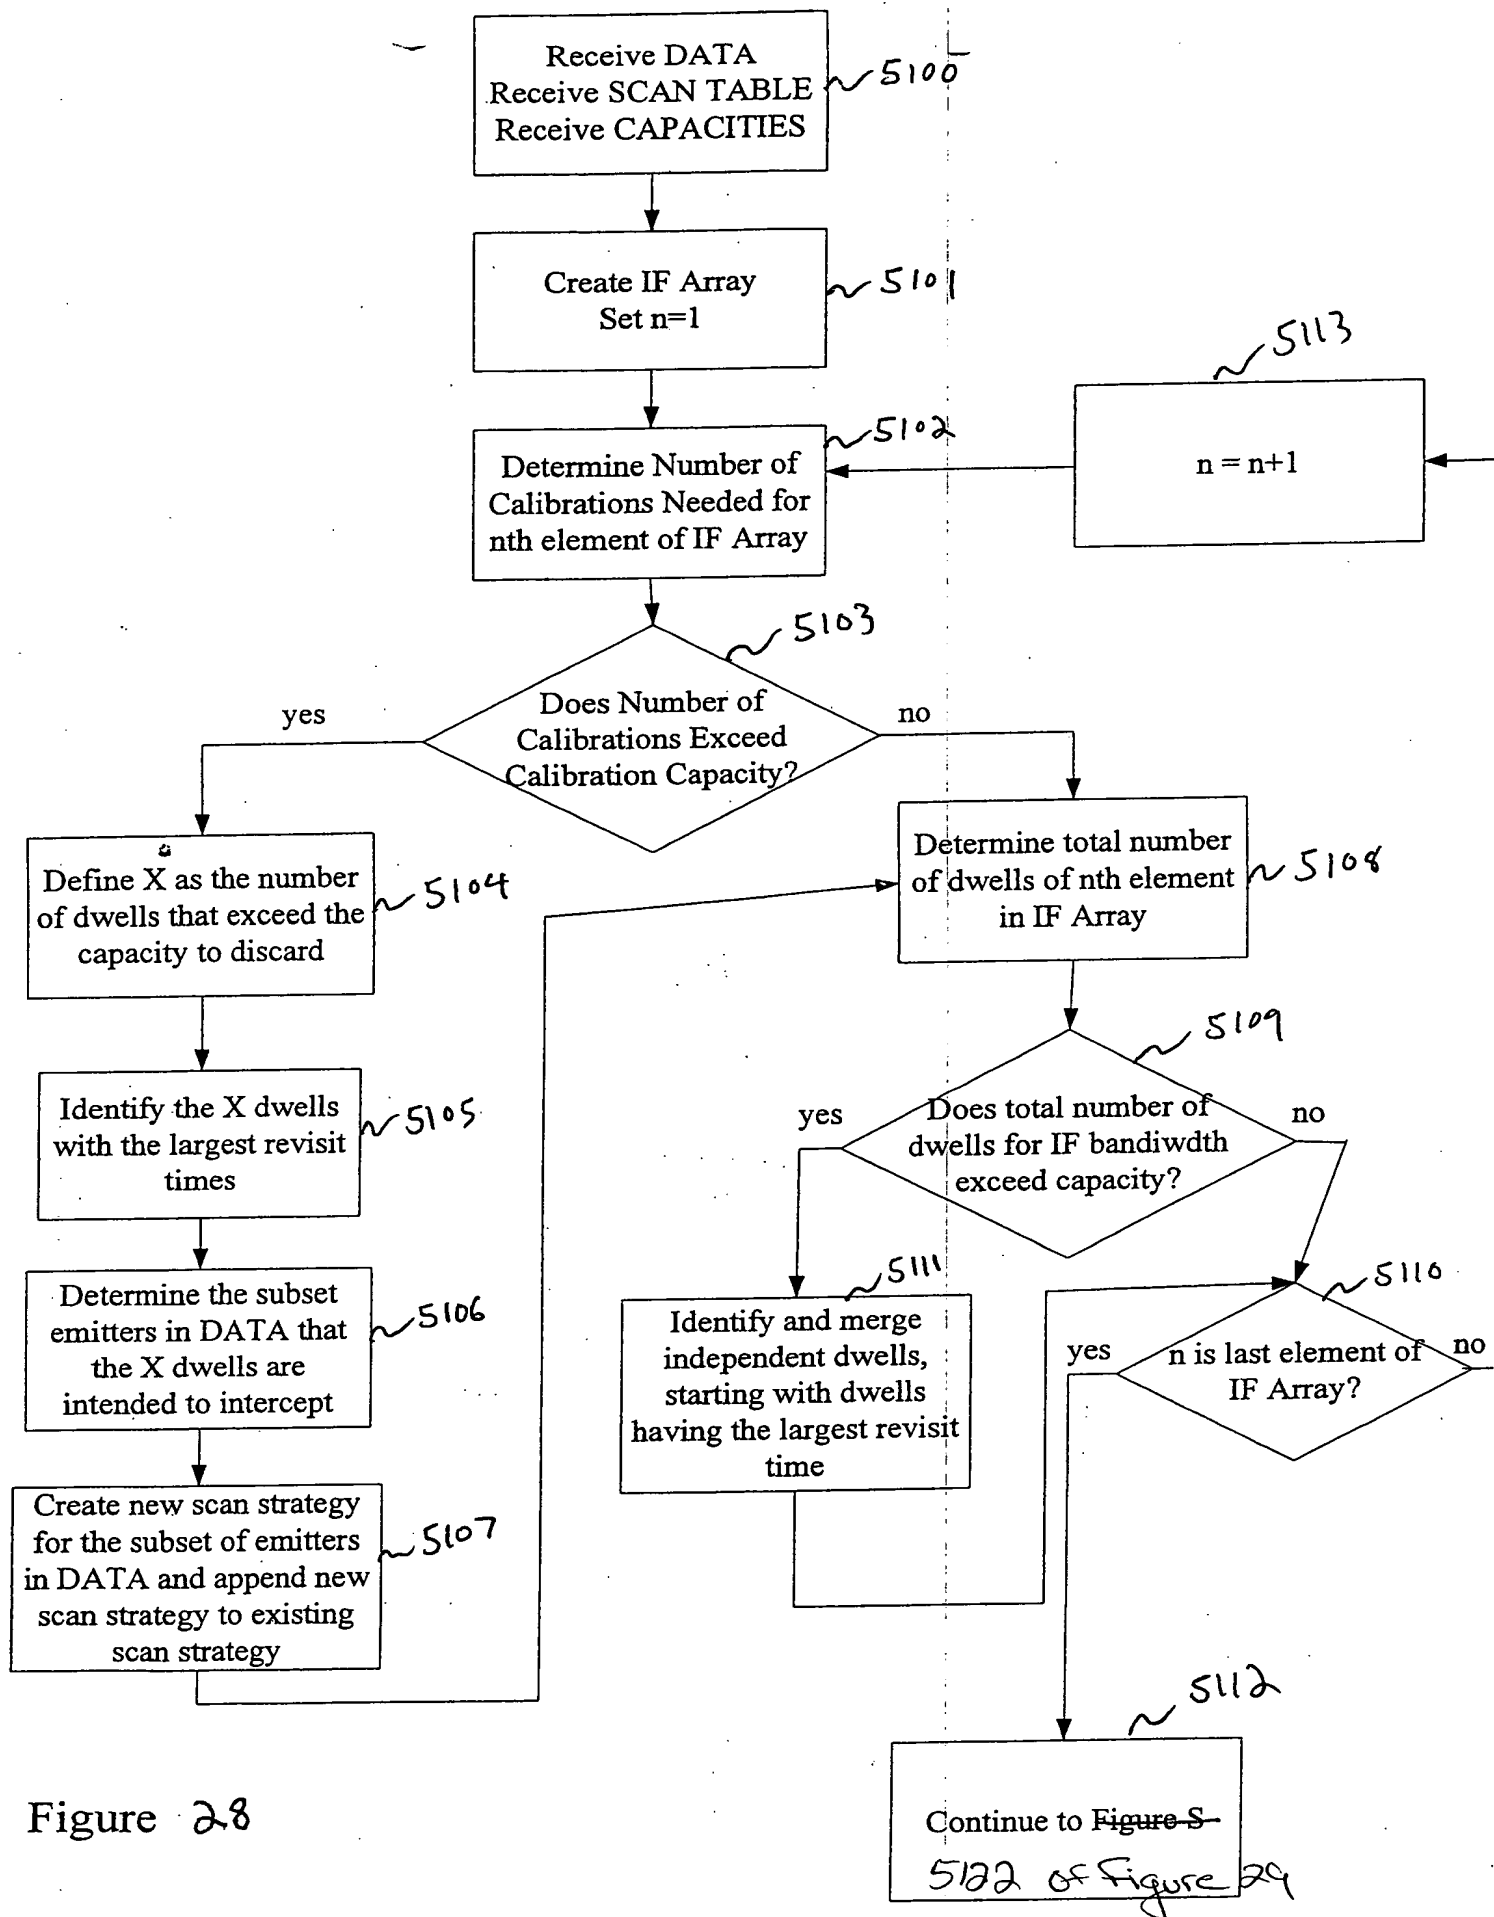 Receive DATA
Receive SCAN TABLE
Receive CAPACITIES
5100
Create IF Array
Set n=1
5101
5113
n = n+1
5102
Determine Number of
Calibrations Needed for
nth element of IF Array
5103
Does Number of
Calibrations Exceed
Calibration Capacity?
yes
no
Define X as the number
of dwells that exceed the
capacity to discard
5104
Determine total number
of dwells of nth element
in IF Array
5108
Identify the X dwells
with the largest revisit
times
5105
5109
Does total number of
dwells for IF bandiwdth
exceed capacity?
yes
no
Determine the subset
emitters in DATA that
the X dwells are
intended to intercept
5106
5111
Identify and merge
independent dwells,
starting with dwells
having the largest revisit
time
5110
n is last element of
IF Array?
yes
no
Create new scan strategy
for the subset of emitters
in DATA and append new
scan strategy to existing
scan strategy
5107
5112
Continue to Figure S
5122 of Figure 29
Figure 28